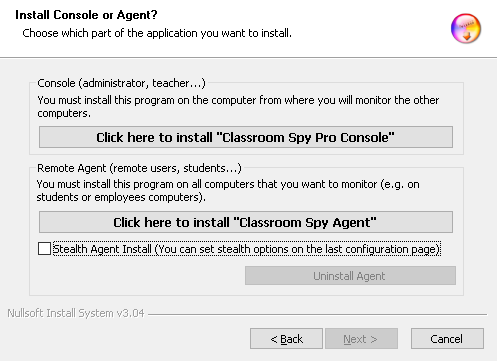 Install Console or Agent?
Choose which part of the application you want to install.
Console (administrator, teacher...)
You must install this program on the computer from where you will monitor the other
computers.
Click here to install "Classroom Spy Pro Console"
Remote Agent (remote users, students...)
You must install this program on all computers that you want to monitor (e.g. on
students or employees computers).
Click here to install "Classroom Spy Agent"
Stealth Agent Install (You can set stealth options on the last configuration page)
Uninstall Agent
Nullsoft Install System v3.04
< Back
Next >
Cancel